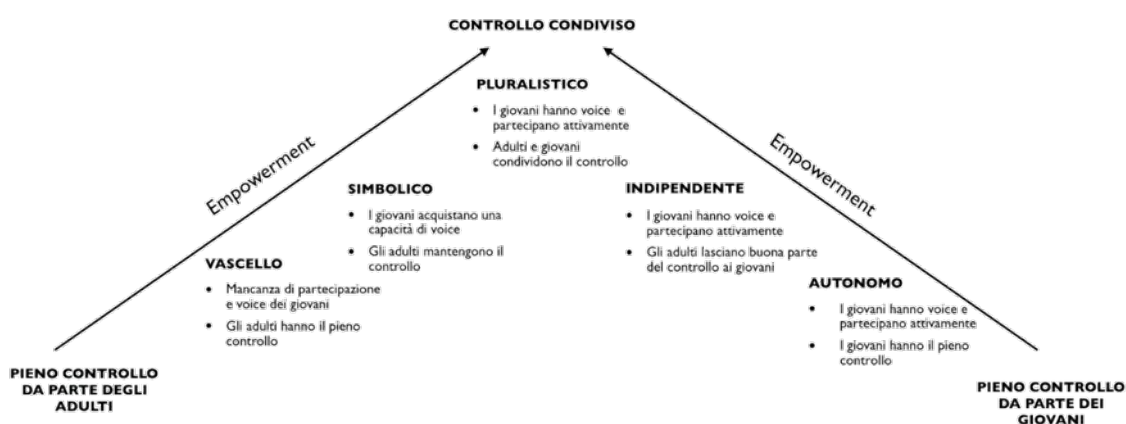 CONTROLLO CONDIVISO
PLURALISTICO
• I giovani hanno voice e
partecipano attivamente
• Adulti e giovani
condividono il controllo
Empowerment
Empowerment
SIMBOLICO
• I giovani acquistano una
capacità di voice
• Gli adulti mantengono il
controllo
INDIPENDENTE
• I giovani hanno voice e
partecipano attivamente
• Gli adulti lasciano buona parte
del controllo ai giovani
VASCELLO
• Mancanza di partecipazione
e voice dei giovani
• Gli adulti hanno il pieno
controllo
AUTONOMO
• I giovani hanno voice e
partecipano attivamente
• I giovani hanno il pieno
controllo
PIENO CONTROLLO
DA PARTE DEGLI
ADULTI
PIENO CONTROLLO
DA PARTE DEI
GIOVANI